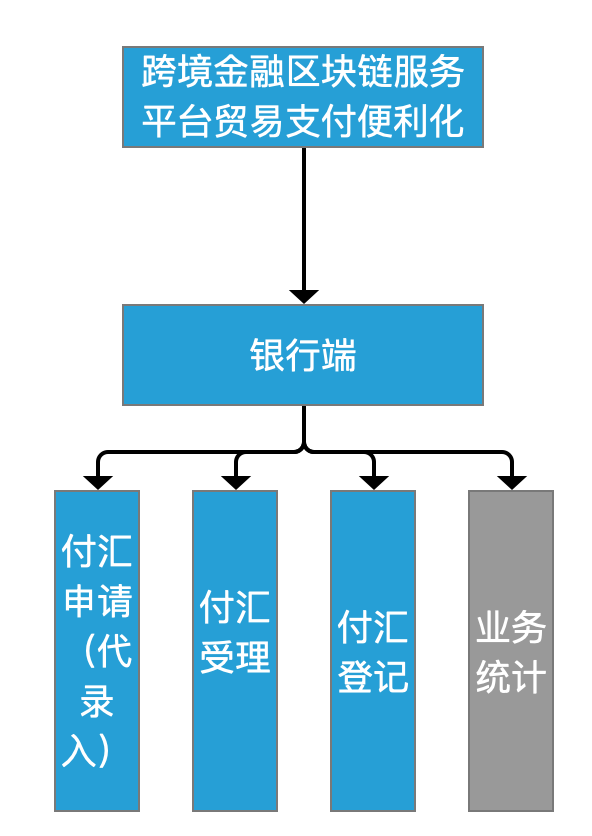 跨境金融区块链服务
平台贸易支付便利化
银行端
付汇
申请
（代
录
入）
付汇
受理
付汇
登记
业务
统计